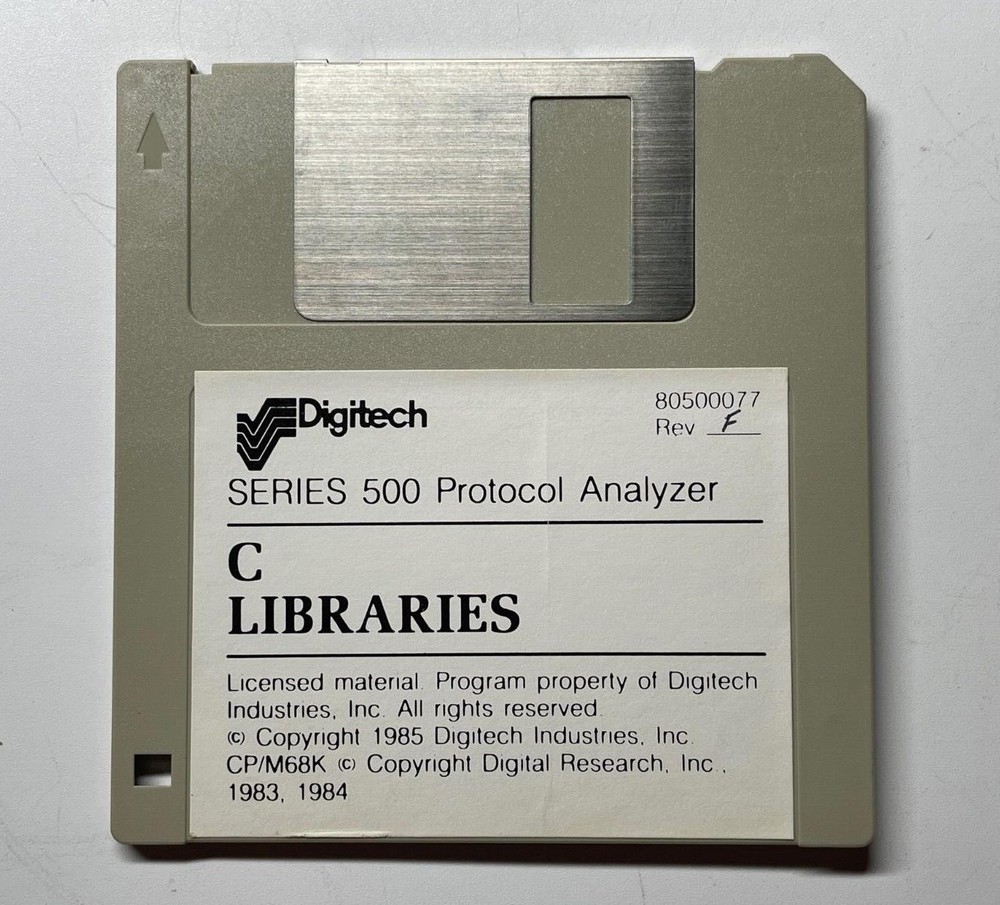 Digitech
80500077
Rev F
SERIES 500 Protocol Analyzer
C
LIBRARIES
Licensed material. Program property of Digitech
Industries, Inc. All rights reserved.
© Copyright 1985 Digitech Industries, Inc.
CP/M68K © Copyright Digital Research, Inc.,
1983, 1984